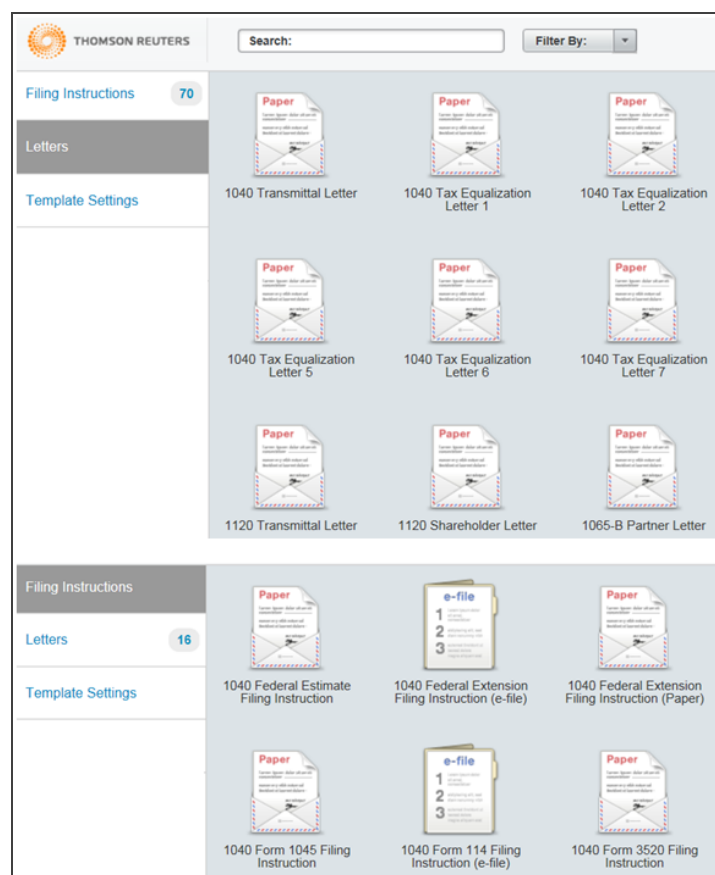 THOMSON REUTERS
Search:
Filter By:
Filing Instructions 70
Letters
Template Settings
Paper
Paper
Paper
1040 Transmittal Letter
1040 Tax Equalization
Letter 1
1040 Tax Equalization
Letter 2
Paper
Paper
Paper
1040 Tax Equalization
Letter 5
1040 Tax Equalization
Letter 6
1040 Tax Equalization
Letter 7
Paper
Paper
Paper
1120 Transmittal Letter
1120 Shareholder Letter
1065-B Partner Letter
Filing Instructions
Letters 16
Template Settings
Paper
e-file
1
2
3
Paper
1040 Federal Estimate
Filing Instruction
1040 Federal Extension
Filing Instruction (e-file)
1040 Federal Extension
Filing Instruction (Paper)
Paper
e-file
1
2
3
Paper
1040 Form 1045 Filing
Instruction
1040 Form 114 Filing
Instruction (e-file)
1040 Form 3520 Filing
Instruction